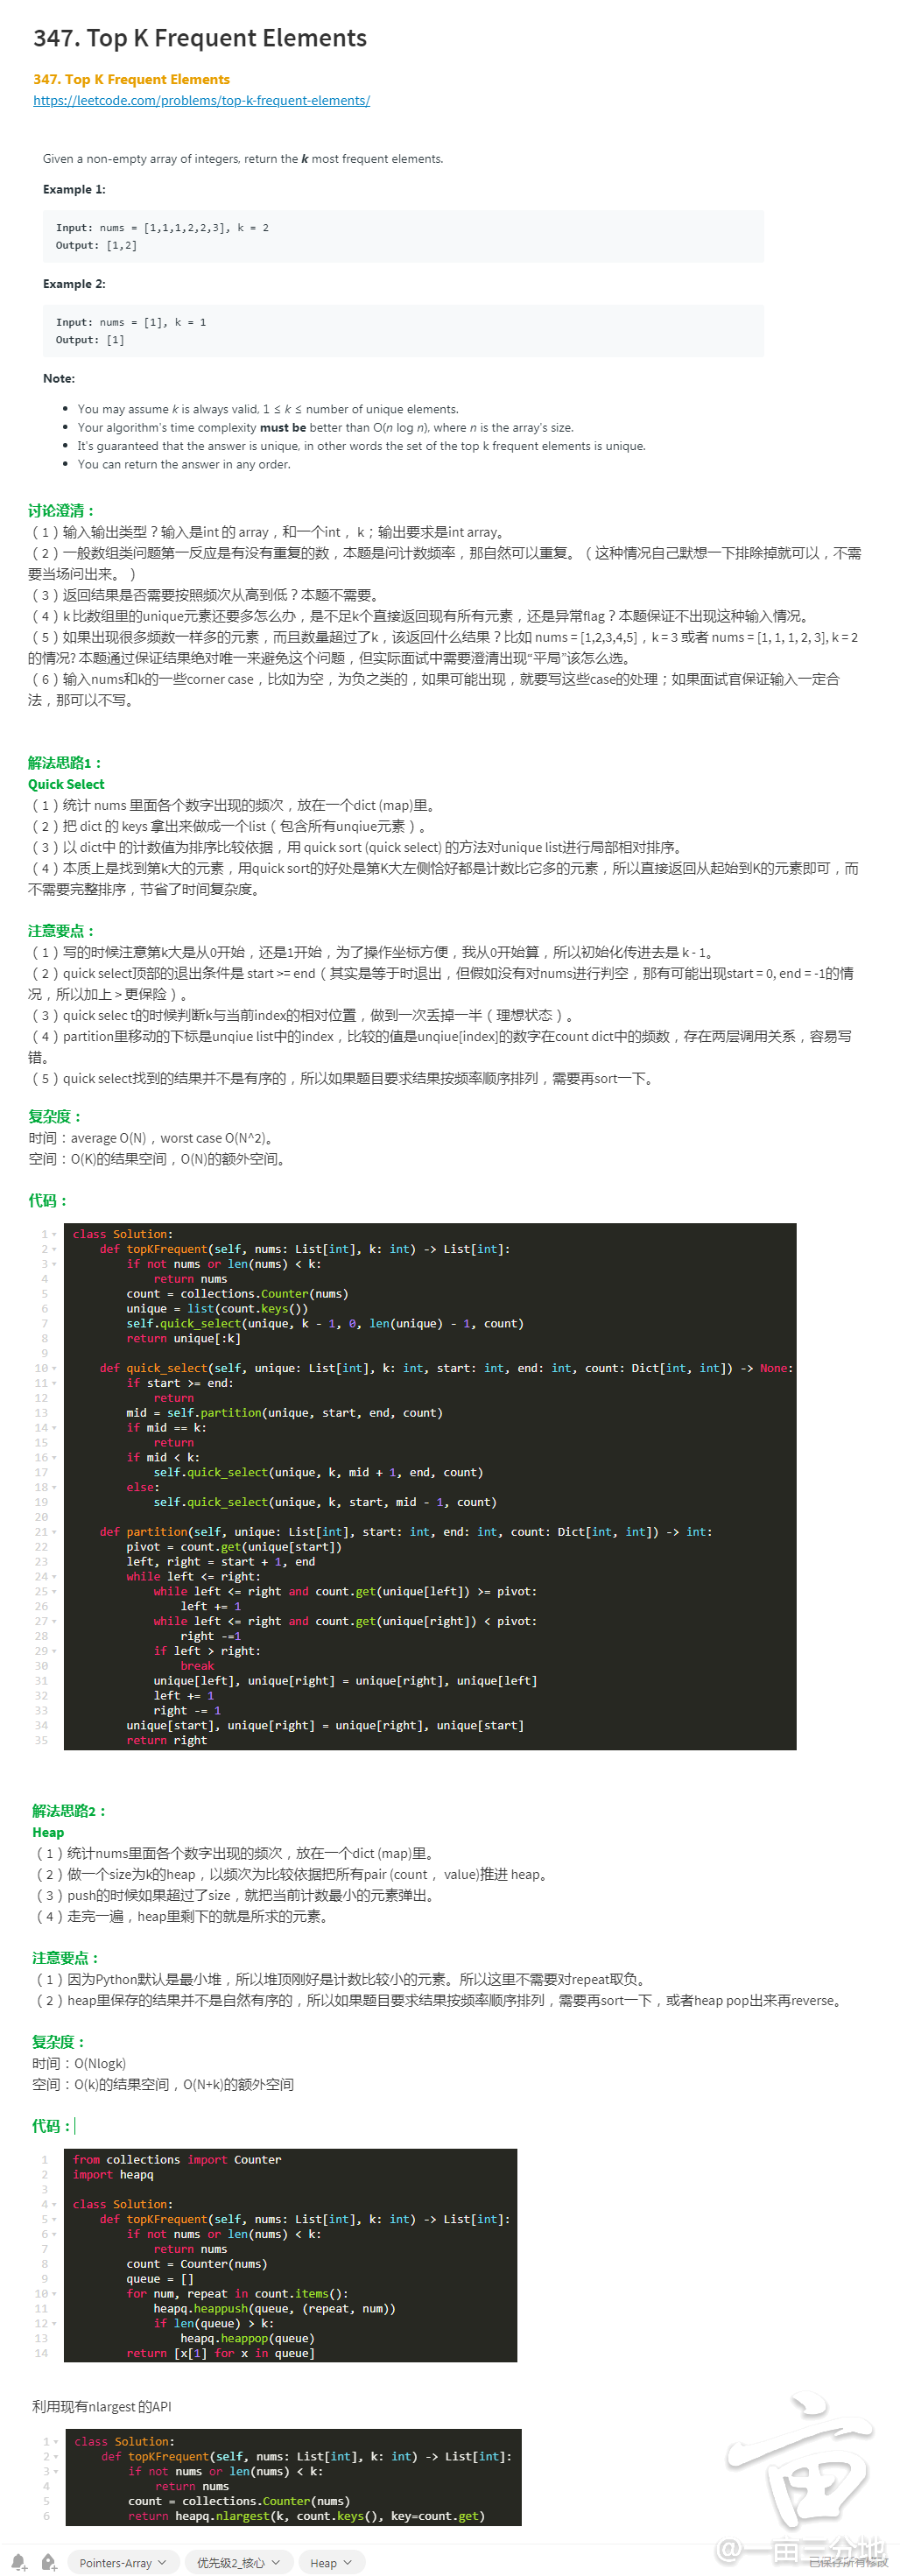 347. Top K Frequent Elements
347. Top K Frequent Elements
https://leetcode.com/problems/top-k-frequent-elements/
Given a non-empty array of integers, return the k most frequent elements.
Example 1:
Input: nums = [1,1,1,2,2,3], k = 2
Output: [1,2]
Example 2:
Input: nums = [1], k = 1
Output: [1]
Note:
• You may assume k is always valid, 1 ≤ k ≤ number of unique elements.
• Your algorithm's time complexity must be better than O(n log n), where n is the array's size.
• It's guaranteed that the answer is unique, in other words the set of the top k frequent elements is unique.
• You can return the answer in any order.
讨论澄清：
（1）输入输出类型？输入是int 的 array，和一个int， k；输出要求是int array。
（2）一般数组类问题第一反应是有没有重复的数，本题是问计数频率，那自然可以重复。（这种情况自己默想一下排除掉就可以，不需
要当场问出来。）
（3）返回结果是否需要按照频次从高到低？本题不需要。
（4）k 比数组里的unique元素还要多怎么办，是不足k个直接返回现有所有元素，还是异常flag？本题保证不出现这种输入情况。
（5）如果出现很多频数一样多的元素，而且数量超过了k，该返回什么结果？比如 nums = [1,2,3,4,5]，k = 3 或者 nums = [1, 1, 1, 2, 3], k = 2
的情况? 本题通过保证结果绝对唯一来避免这个问题，但实际面试中需要澄清出现“平局”该怎么选。
（6）输入nums和k的一些corner case，比如为空，为负之类的，如果可能出现，就要写这些case的处理；如果面试官保证输入一定合
法，那可以不写。
解法思路1：
Quick Select
（1）统计 nums 里面各个数字出现的频次，放在一个dict (map)里。
（2）把 dict 的 keys 拿出来做成一个list（包含所有unqiue元素）。
（3）以 dict中 的计数值为排序比较依据，用 quick sort (quick select) 的方法对unique list进行局部相对排序。
（4）本质上是找到第k大的元素，用quick sort的好处是第K大左侧恰好都是计数比它多的元素，所以直接返回从起始到K的元素即可，而
不需要完整排序，节省了时间复杂度。
注意要点：
（1）写的时候注意第k大是从0开始，还是1开始，为了操作坐标方便，我从0开始算，所以初始化传进去是 k - 1。
（2）quick select顶部的退出条件是 start >= end（其实是等于时退出，但假如没有对nums进行判空，那有可能出现start = 0, end = -1的情
况，所以加上 > 更保险）。
（3）quick selec t的时候判断k与当前index的相对位置，做到一次丢掉一半（理想状态）。
（4）partition里移动的下标是unqiue list中的index，比较的值是unqiue[index]的数字在count dict中的频数，存在两层调用关系，容易写
错。
（5）quick select找到的结果并不是有序的，所以如果题目要求结果按频率顺序排列，需要再sort一下。
复杂度：
时间：average O(N)，worst case O(N^2)。
空间：O(K)的结果空间，O(N)的额外空间。
代码：
1 class Solution:
2 def topKFrequent(self, nums: List[int], k: int) -> List[int]:
3 if not nums or len(nums) < k:
4 return nums
5 count = collections.Counter(nums)
6 unique = list(count.keys())
7 self.quick_select(unique, k - 1, 0, len(unique) - 1, count)
8 return unique[:k]
9
10 def quick_select(self, unique: List[int], k: int, start: int, end: int, count: Dict[int, int]) -> None:
11 if start >= end:
12 return
13 mid = self.partition(unique, start, end, count)
14 if mid == k:
15 return
16 if mid < k:
17 self.quick_select(unique, k, mid + 1, end, count)
18 else:
19 self.quick_select(unique, k, start, mid - 1, count)
20
21 def partition(self, unique: List[int], start: int, end: int, count: Dict[int, int]) -> int:
22 pivot = count.get(unique[start])
23 left, right = start + 1, end
24 while left <= right:
25 while left <= right and count.get(unique[left]) >= pivot:
26 left += 1
27 while left <= right and count.get(unique[right]) < pivot:
28 right -=1
29 if left > right:
30 break
31 unique[left], unique[right] = unique[right], unique[left]
32 left += 1
33 right -= 1
34 unique[start], unique[right] = unique[right], unique[start]
35 return right
解法思路2：
Heap
（1）统计nums里面各个数字出现的频次，放在一个dict (map)里。
（2）做一个size为k的heap，以频次为比较依据把所有pair (count， value)推进 heap。
（3）push的时候如果超过了size，就把当前计数最小的元素弹出。
（4）走完一遍，heap里剩下的就是所求的元素。
注意要点：
（1）因为Python默认是最小堆，所以堆顶刚好是计数比较小的元素。所以这里不需要对repeat取负。
（2）heap里保存的结果并不是自然有序的，所以如果题目要求结果按频率顺序排列，需要再sort一下，或者heap pop出来再reverse。
复杂度：
时间：O(Nlogk)
空间：O(k)的结果空间，O(N+k)的额外空间
代码：
1 from collections import Counter
2 import heapq
3
4 class Solution:
5 def topKFrequent(self, nums: List[int], k: int) -> List[int]:
6 if not nums or len(nums) < k:
7 return nums
8 count = Counter(nums)
9 queue = []
10 for num, repeat in count.items():
11 heapq.heappush(queue, (repeat, num))
12 if len(queue) > k:
13 heapq.heappop(queue)
14 return [x[1] for x in queue]
利用现有nlargest 的API
1 class Solution:
2 def topKFrequent(self, nums: List[int], k: int) -> List[int]:
3 if not nums or len(nums) < k:
4 return nums
5 count = collections.Counter(nums)
6 return heapq.nlargest(k, count.keys(), key=count.get)
亩
@一亩三分地
Pointers-Array 优先级2_核心 Heap 已保存所有修改